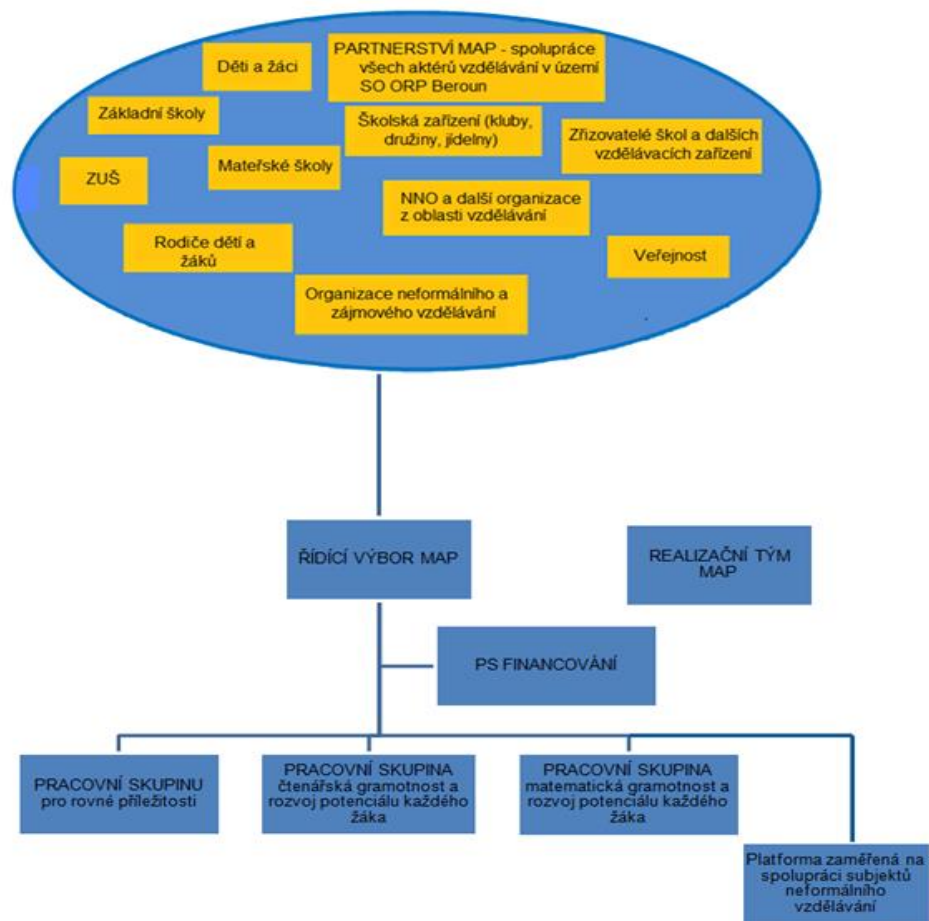 Děti a žáci
PARTNERSTVÍ MAP - spolupráce
všech aktérů vzdělávání v území
SO ORP Beroun
Základní školy
Školská zařízení (kluby,
družiny, jídelny)
Zřizovatelé škol a dalších
vzdělávacích zařízení
ZUŠ
Mateřské školy
NNO a další organizace
z oblasti vzdělávání
Rodiče dětí a
žáků
Veřejnost
Organizace neformálního a
zájmového vzdělávání
ŘÍDÍCÍ VÝBOR MAP
REALIZAČNÍ TÝM
MAP
PS FINANCOVÁNÍ
PRACOVNÍ SKUPINU
pro rovné příležitosti
PRACOVNÍ SKUPINA
čtenářská gramotnost a
rozvoj potenciálu každého
žáka
PRACOVNÍ SKUPINA
matematická gramotnost a
rozvoj potenciálu každého
žáka
Platforma zaměřená na
spolupráci subjektů
neformálního
vzdělávání